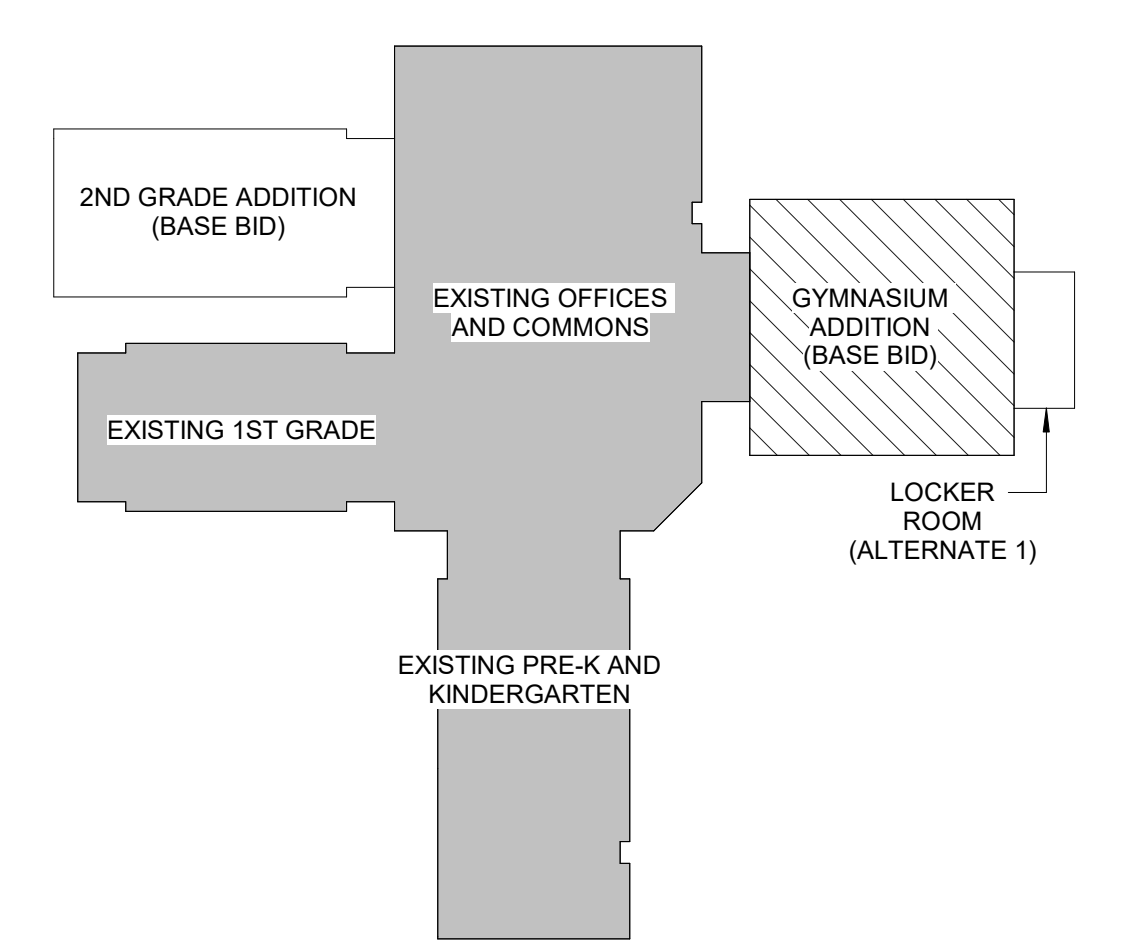 2ND GRADE ADDITION
(BASE BID)
EXISTING OFFICES
AND COMMONS
GYMNASIUM
ADDITION
(BASE BID)
EXISTING 1ST GRADE
LOCKER
ROOM
(ALTERNATE 1)
EXISTING PRE-K AND
KINDERGARTEN